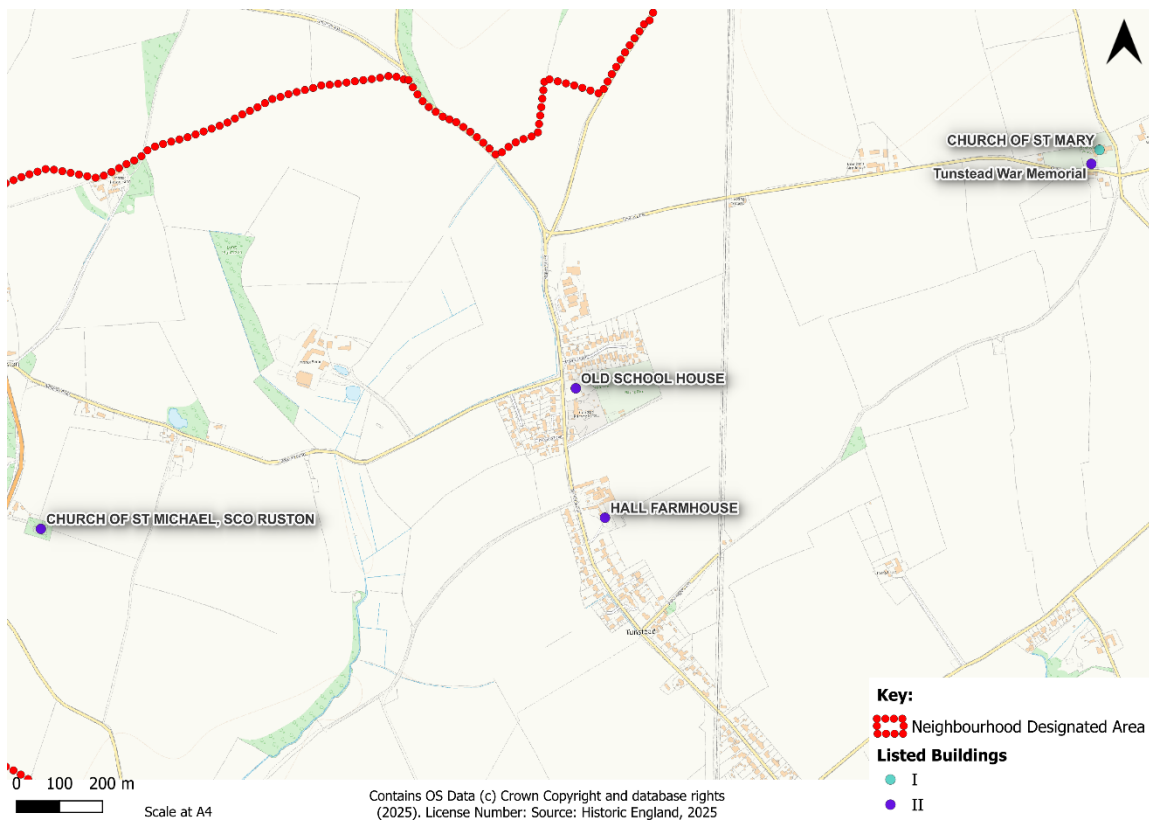 CHURCH OF ST MARY
Tunstead War Memorial
OLD SCHOOL HOUSE
CHURCH OF ST MICHAEL, SCO RUSTON
HALL FARMHOUSE
Tunstead
Key:
Neighbourhood Designated Area
Listed Buildings
I
II
0 100 200 m
Scale at A4
Contains OS Data (c) Crown Copyright and database rights
(2025). License Number: Source: Historic England, 2025